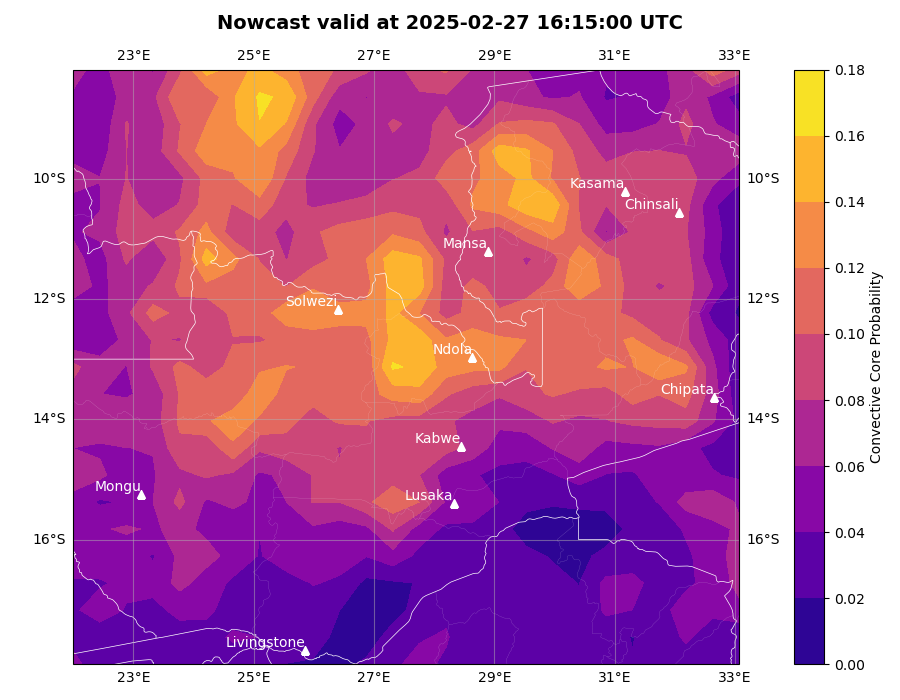 Nowcast valid at 2025-02-27 16:15:00 UTC
23°E 25°E 27°E 29°E 31°E 33°E
10°S
12°S
14°S
16°S
10°S
12°S
14°S
16°S
Kasama
Chinsali
Mansa
Solwezi
Ndola
Chipata
Kabwe
Mongu
Lusaka
Livingstone
23°E 25°E 27°E 29°E 31°E 33°E
0.18
0.16
0.14
0.12
0.10
0.08
0.06
0.04
0.02
0.00
Convective Core Probability